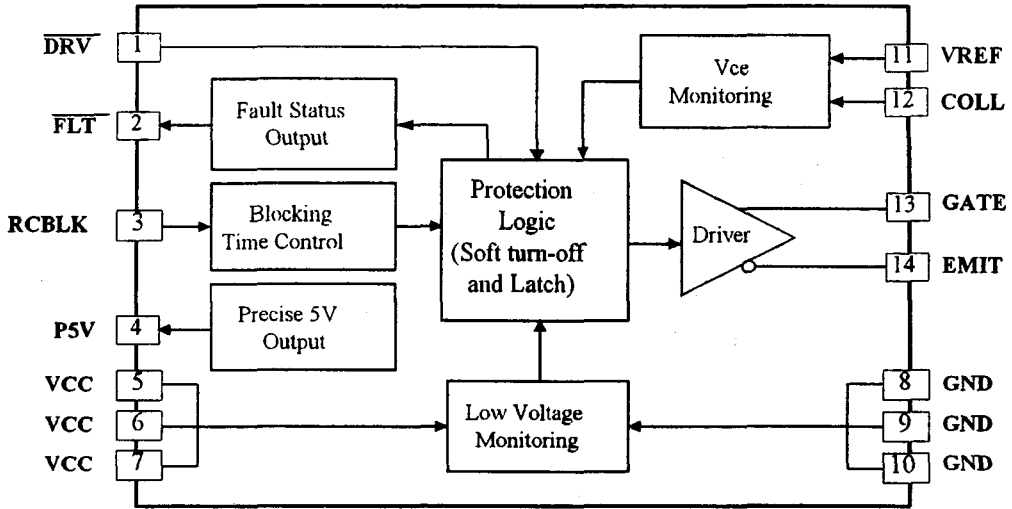 DRV 1
FLT 2
RCBLK 3
P5V 4
VCC 5
VCC 6
VCC 7
Fault Status
Output
Blocking
Time Control
Precise 5V
Output
Protection
Logic
(Soft turn-off
and Latch)
Low Voltage
Monitoring
Vce
Monitoring
Driver
11 VREF
12 COLL
13 GATE
14 EMIT
8 GND
9 GND
10 GND